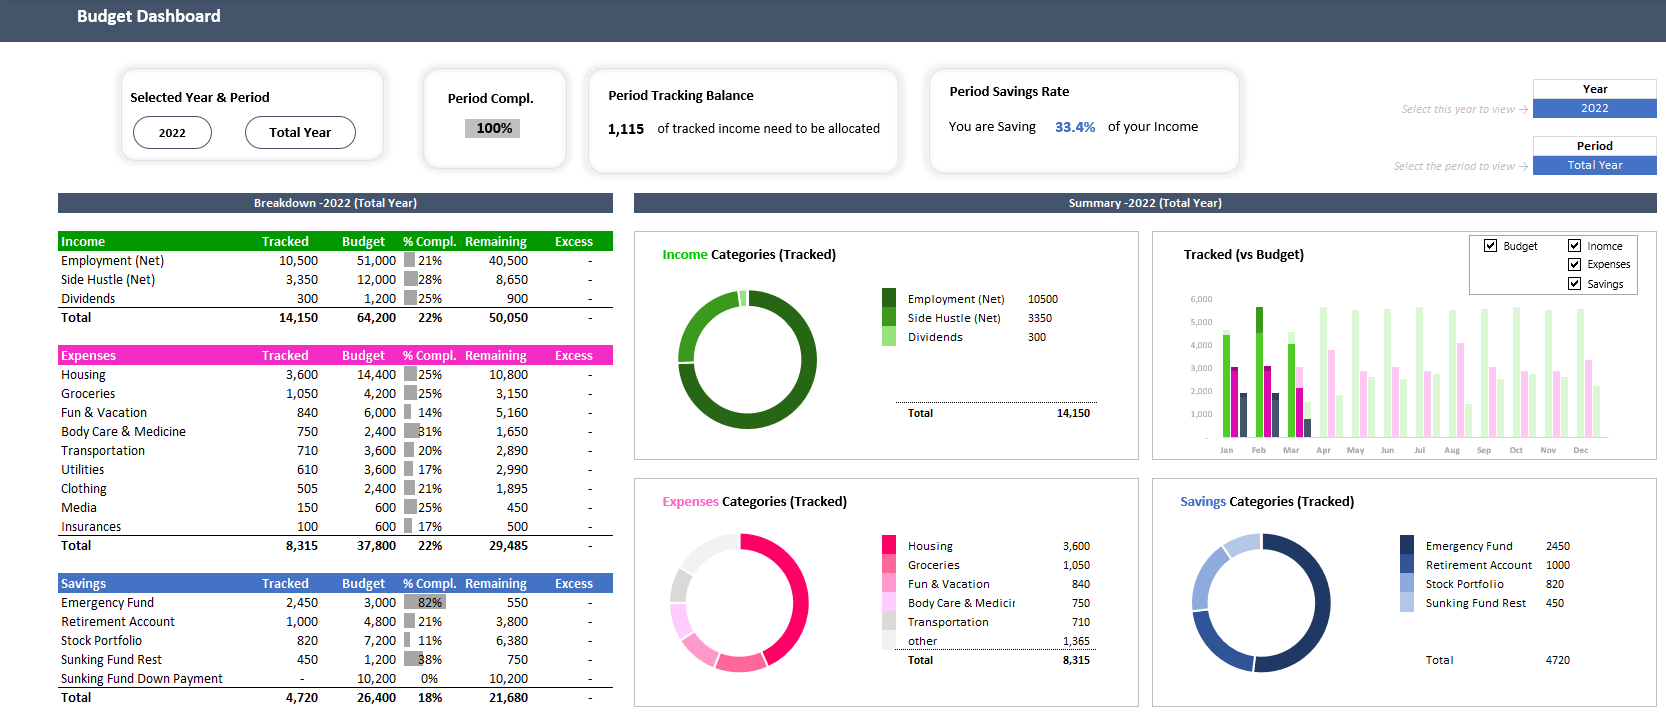 Budget Dashboard
Selected Year & Period
2022 Total Year
Period Compl.
100%
Period Tracking Balance
1,115 of tracked income need to be allocated
Period Savings Rate
You are Saving 33.4% of your Income
Year
Select this year to view → 2022
Period
Select the period to view → Total Year
Breakdown -2022 (Total Year)
Income Tracked Budget % Compl. Remaining Excess
Employment (Net) 10,500 51,000 21% 40,500 -
Side Hustle (Net) 3,350 12,000 28% 8,650 -
Dividends 300 1,200 25% 900 -
Total 14,150 64,200 22% 50,050 -
Expenses Tracked Budget % Compl. Remaining Excess
Housing 3,600 14,400 25% 10,800 -
Groceries 1,050 4,200 25% 3,150 -
Fun & Vacation 840 6,000 14% 5,160 -
Body Care & Medicine 750 2,400 31% 1,650 -
Transportation 710 3,600 20% 2,890 -
Utilities 610 3,600 17% 2,990 -
Clothing 505 2,400 21% 1,895 -
Media 150 600 25% 450 -
Insurances 100 600 17% 500 -
Total 8,315 37,800 22% 29,485 -
Savings Tracked Budget % Compl. Remaining Excess
Emergency Fund 2,450 3,000 82% 550 -
Retirement Account 1,000 4,800 21% 3,800 -
Stock Portfolio 820 7,200 11% 6,380 -
Sunking Fund Rest 450 1,200 38% 750 -
Sunking Fund Down Payment - 10,200 0% 10,200 -
Total 4,720 26,400 18% 21,680 -
Summary -2022 (Total Year)
Income Categories (Tracked)
Employment (Net) 10500
Side Hustle (Net) 3350
Dividends 300
Total 14,150
Tracked (vs Budget)
Budget Inomce
Expenses
Savings
6,000
5,000
4,000
3,000
2,000
1,000
-
Jan Feb Mar Apr May Jun Jul Aug Sep Oct Nov Dec
Expenses Categories (Tracked)
Housing 3,600
Groceries 1,050
Fun & Vacation 840
Body Care & Medicir 750
Transportation 710
other 1,365
Total 8,315
Savings Categories (Tracked)
Emergency Fund 2450
Retirement Account 1000
Stock Portfolio 820
Sunking Fund Rest 450
Total 4720